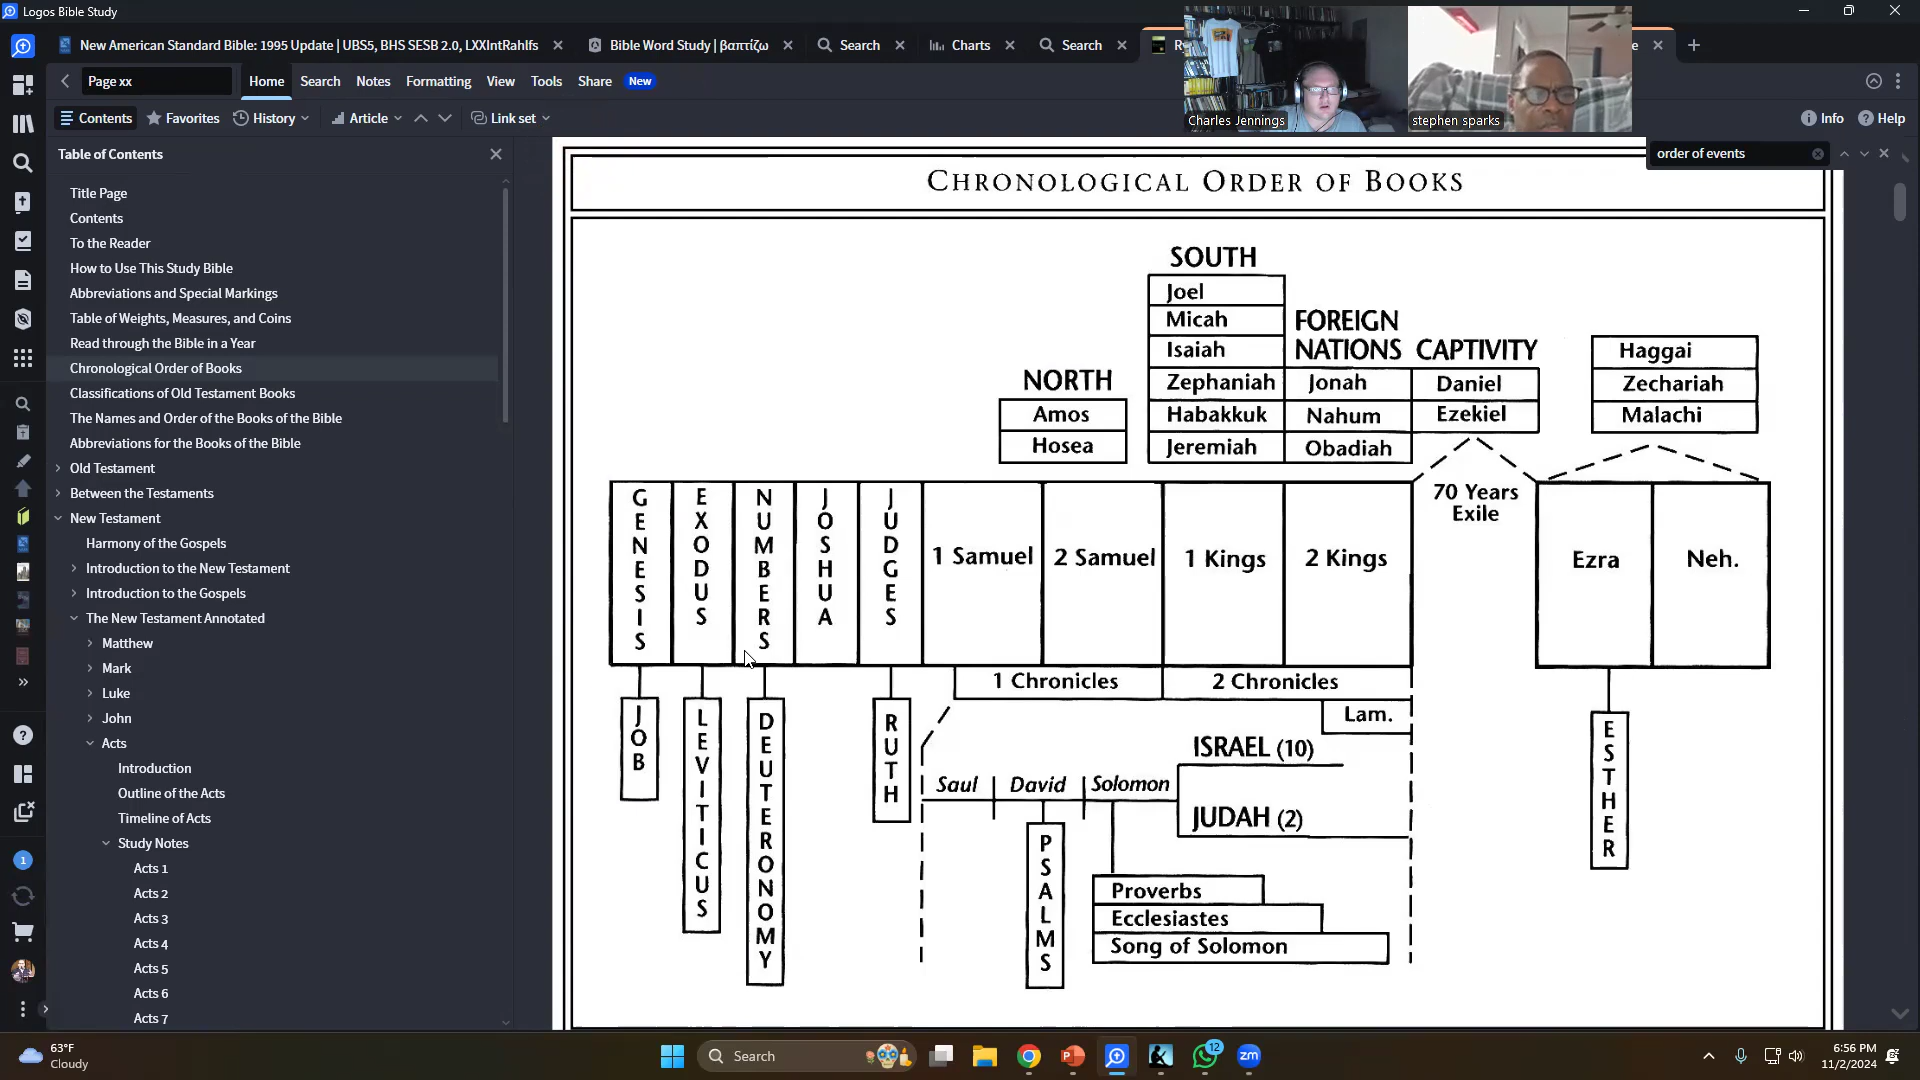 Logos Bible Study
New American Standard Bible: 1995 Update | UBS5, BHS SESB 2.0, LXXIntRahlfs
Bible Word Study | βαπτίζω
Search
Charts
Search
Page xx
Home
Search
Notes
Formatting
View
Tools
Share
New
Charles Jennings
stephen sparks
Contents
Favorites
History
Article
Link set
Info
Help
order of events
Table of Contents
Title Page
Contents
To the Reader
How to Use This Study Bible
Abbreviations and Special Markings
Table of Weights, Measures, and Coins
Read through the Bible in a Year
Chronological Order of Books
Classifications of Old Testament Books
The Names and Order of the Books of the Bible
Abbreviations for the Books of the Bible
Old Testament
Between the Testaments
New Testament
Harmony of the Gospels
Introduction to the New Testament
Introduction to the Gospels
The New Testament Annotated
Matthew
Mark
Luke
John
Acts
Introduction
Outline of the Acts
Timeline of Acts
Study Notes
Acts 1
Acts 2
Acts 3
Acts 4
Acts 5
Acts 6
Acts 7
CHRONOLOGICAL ORDER OF BOOKS
SOUTH
Joel
Micah
Isaiah
Zephaniah
Habakkuk
Jeremiah
FOREIGN
NATIONS
Jonah
Nahum
Obadiah
CAPTIVITY
Daniel
Ezekiel
Haggai
Zechariah
Malachi
NORTH
Amos
Hosea
GENESIS
EXODUS
NUMBERS
JOSHUA
JUDGES
1 Samuel
2 Samuel
1 Kings
2 Kings
70 Years
Exile
Ezra
Neh.
1 Chronicles
2 Chronicles
Lam.
JOB
LEVITICUS
DEUTERONOMY
RUTH
ISRAEL (10)
Saul
David
Solomon
JUDAH (2)
PSALMS
Proverbs
Ecclesiastes
Song of Solomon
ESTHER
1
63°F
Cloudy
Search
12
zm
6:56 PM
11/2/2024